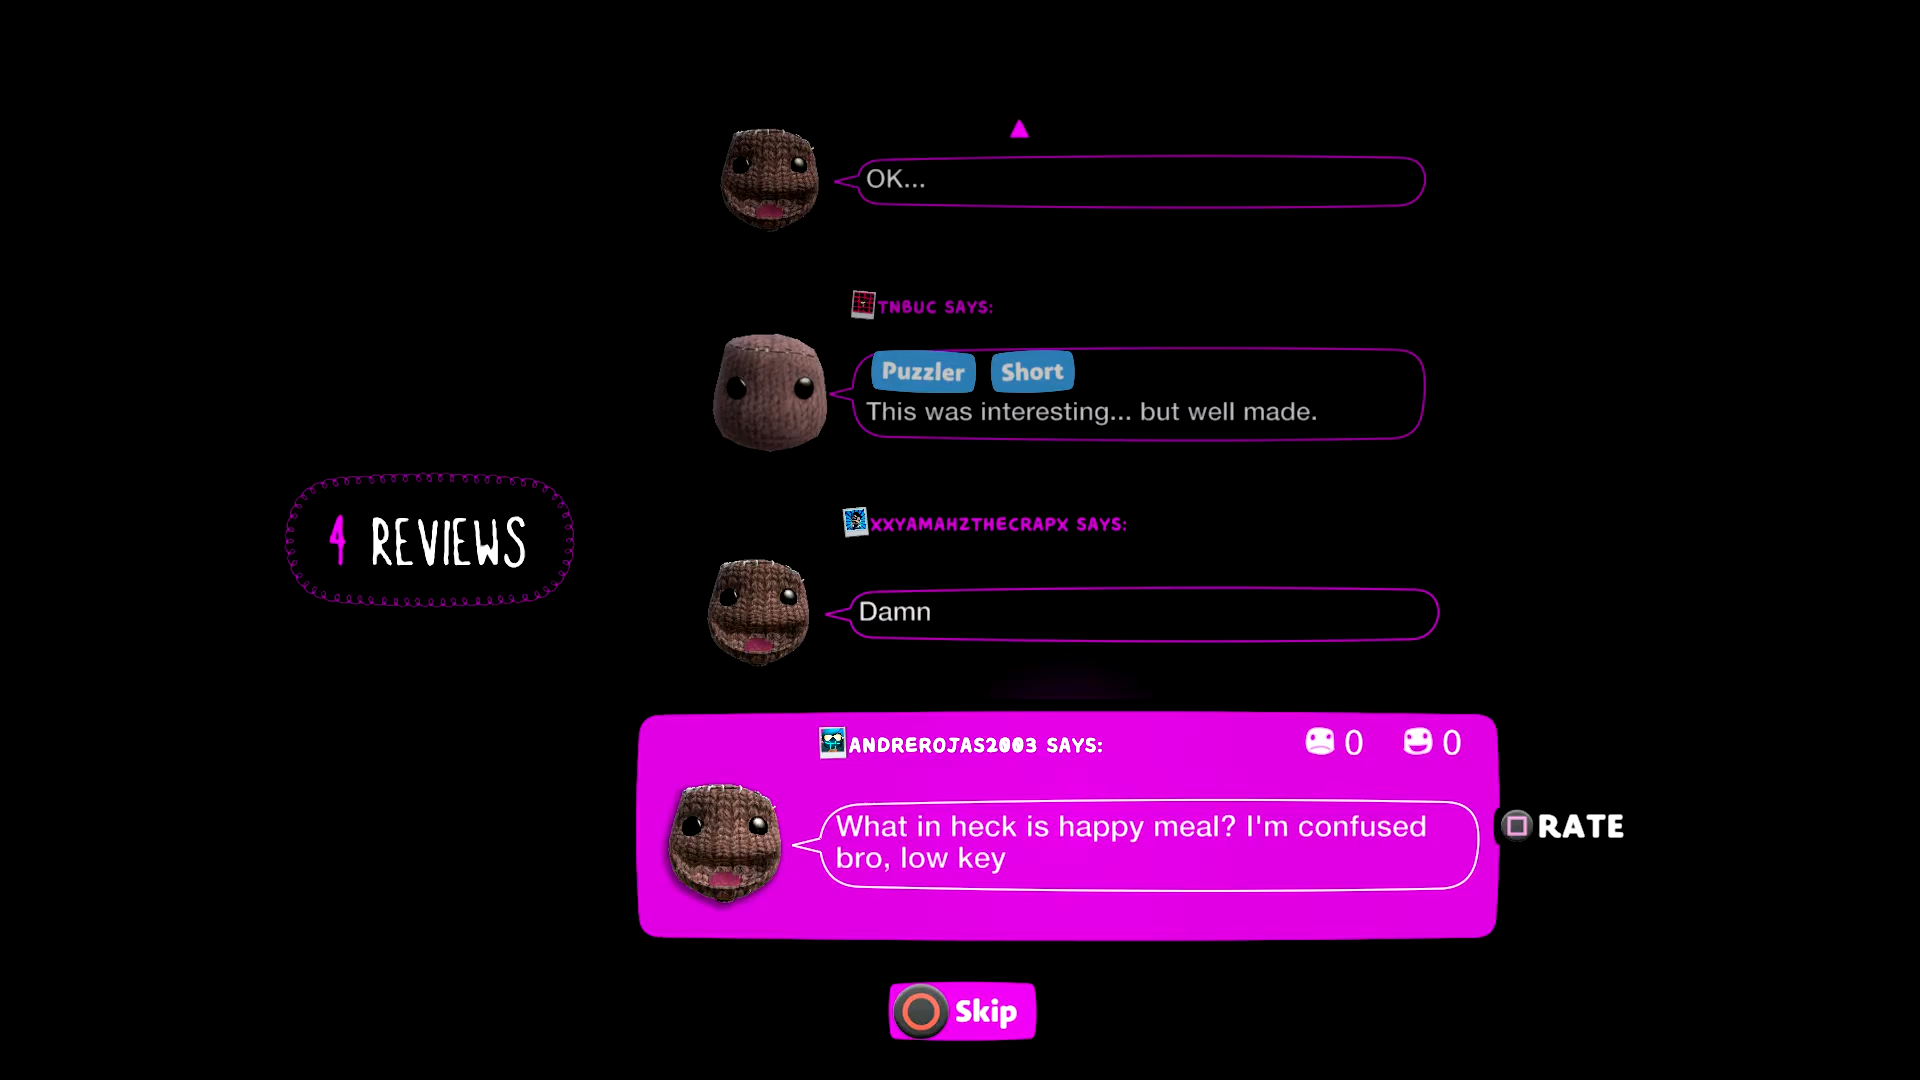 OK...
TNBUC SAYS:
Puzzler Short
This was interesting... but well made.
XXYAMAHZTHECRAPX SAYS:
4 REVIEWS
Damn
ANDREROJAS2003 SAYS: 0 0
What in heck is happy meal? I'm confused
bro, low key
RATE
Skip